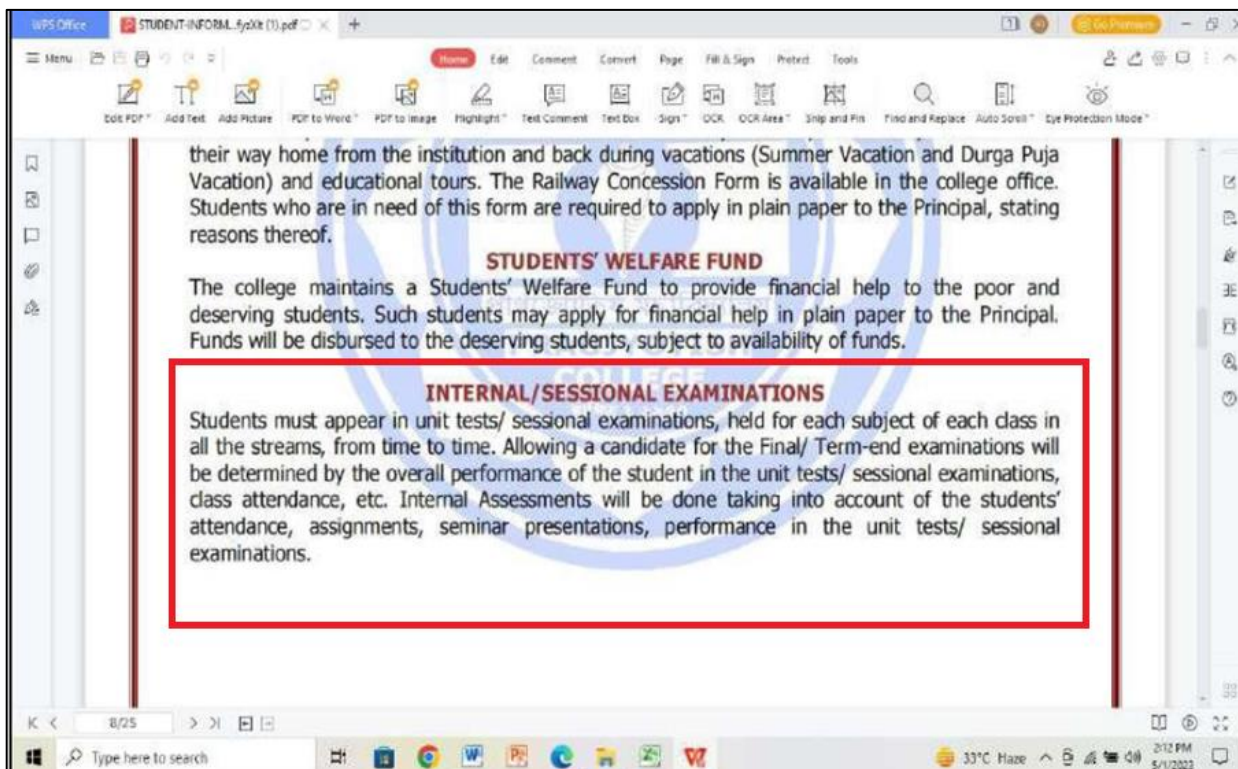 WPS Office STUDENT-INFORM...fyzXit (1).pdf Go Premium
Menu Home Edit Comment Convert Page Fill & Sign Protect Tools
Edit PDF Add Text Add Picture PDF to Word PDF to Image Highlight Text Comment Text Box Sign OCR OCR Area Snip and Pin Find and Replace Auto Scroll Eye Protection Mode
their way home from the institution and back during vacations (Summer Vacation and Durga Puja
Vacation) and educational tours. The Railway Concession Form is available in the college office.
Students who are in need of this form are required to apply in plain paper to the Principal, stating
reasons thereof.
STUDENTS' WELFARE FUND
The college maintains a Students' Welfare Fund to provide financial help to the poor and
deserving students. Such students may apply for financial help in plain paper to the Principal.
Funds will be disbursed to the deserving students, subject to availability of funds.
COLLEGE
INTERNAL/SESSIONAL EXAMINATIONS
Students must appear in unit tests/ sessional examinations, held for each subject of each class in
all the streams, from time to time. Allowing a candidate for the Final/ Term-end examinations will
be determined by the overall performance of the student in the unit tests/ sessional examinations,
class attendance, etc. Internal Assessments will be done taking into account of the students'
attendance, assignments, seminar presentations, performance in the unit tests/ sessional
examinations.
8/25
Type here to search 33°C Haze 2:12 PM
5/1/2023